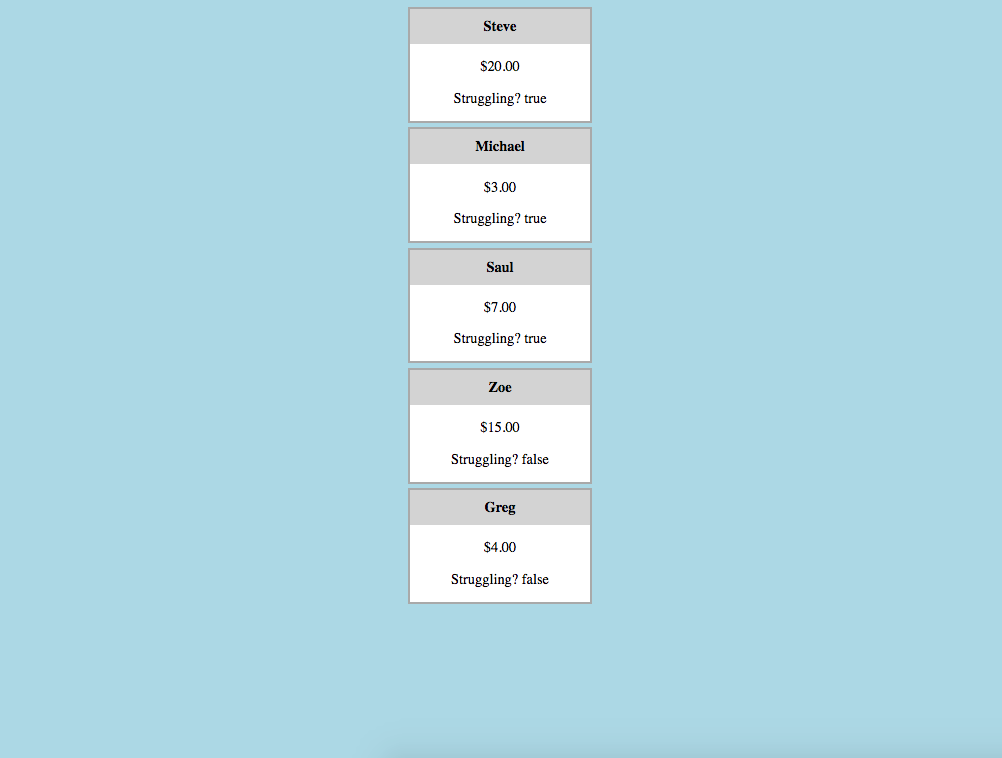 Steve
$20.00
Struggling? true
Michael
$3.00
Struggling? true
Saul
$7.00
Struggling? true
Zoe
$15.00
Struggling? false
Greg
$4.00
Struggling? false